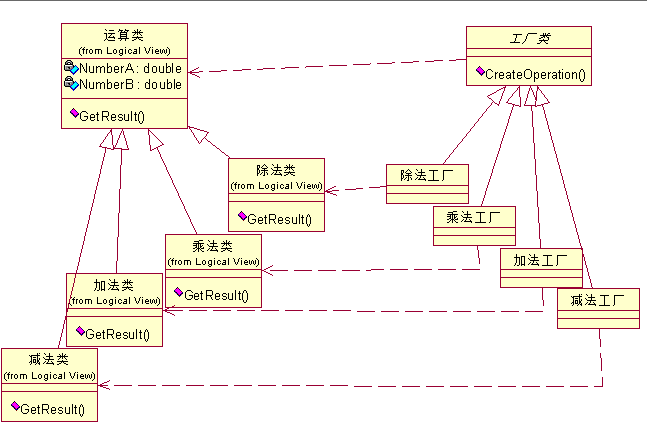 运算类
(from Logical View)
NumberA : double
NumberB : double
GetResult()
工厂类
CreateOperation()
除法类
(from Logical View)
GetResult()
除法工厂
乘法工厂
乘法类
(from Logical View)
GetResult()
加法工厂
加法类
(from Logical View)
GetResult()
减法工厂
减法类
(from Logical View)
GetResult()